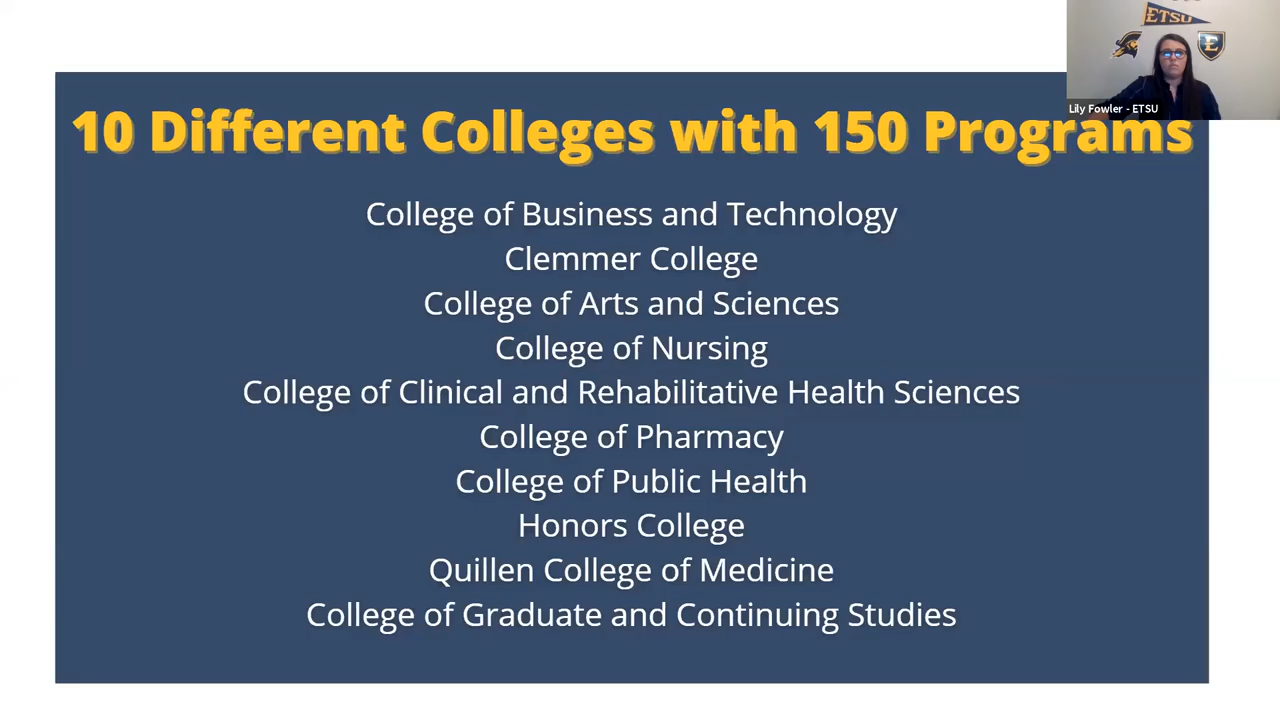 ETSU
E
Lily Fowler - ETSU
10 Different Colleges with 150 Programs
College of Business and Technology
Clemmer College
College of Arts and Sciences
College of Nursing
College of Clinical and Rehabilitative Health Sciences
College of Pharmacy
College of Public Health
Honors College
Quillen College of Medicine
College of Graduate and Continuing Studies